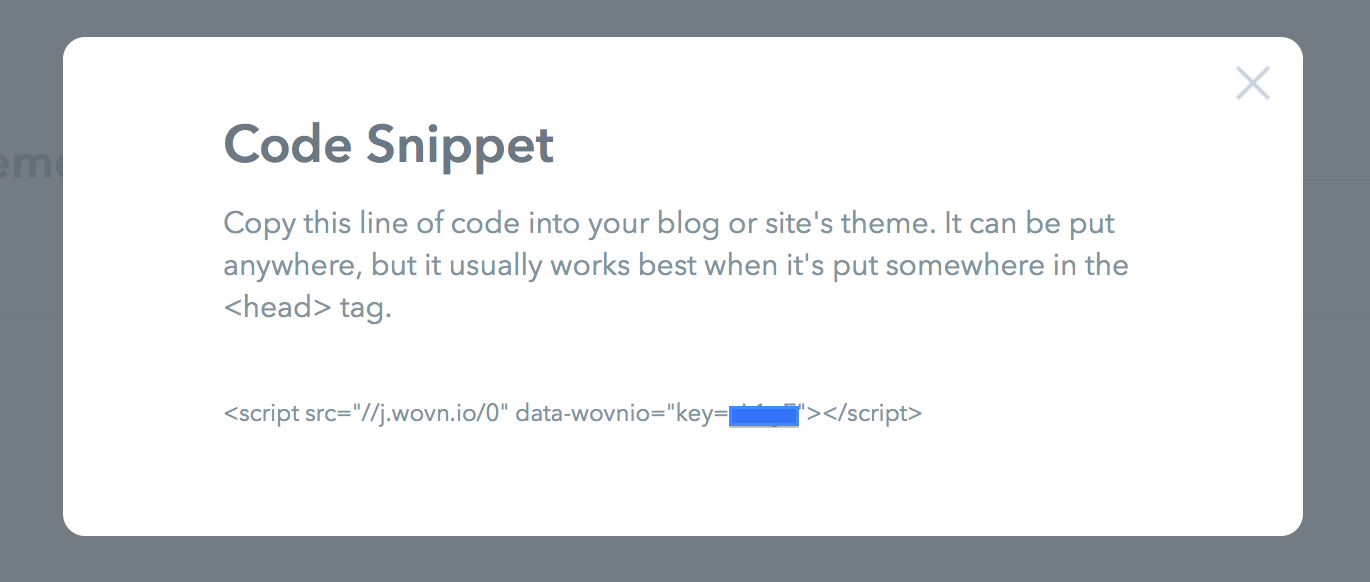 Code Snippet
Copy this line of code into your blog or site's theme. It can be put
anywhere, but it usually works best when it's put somewhere in the
<head> tag.
<script src="//j.wovn.io/0" data-wovnio="key="></script>